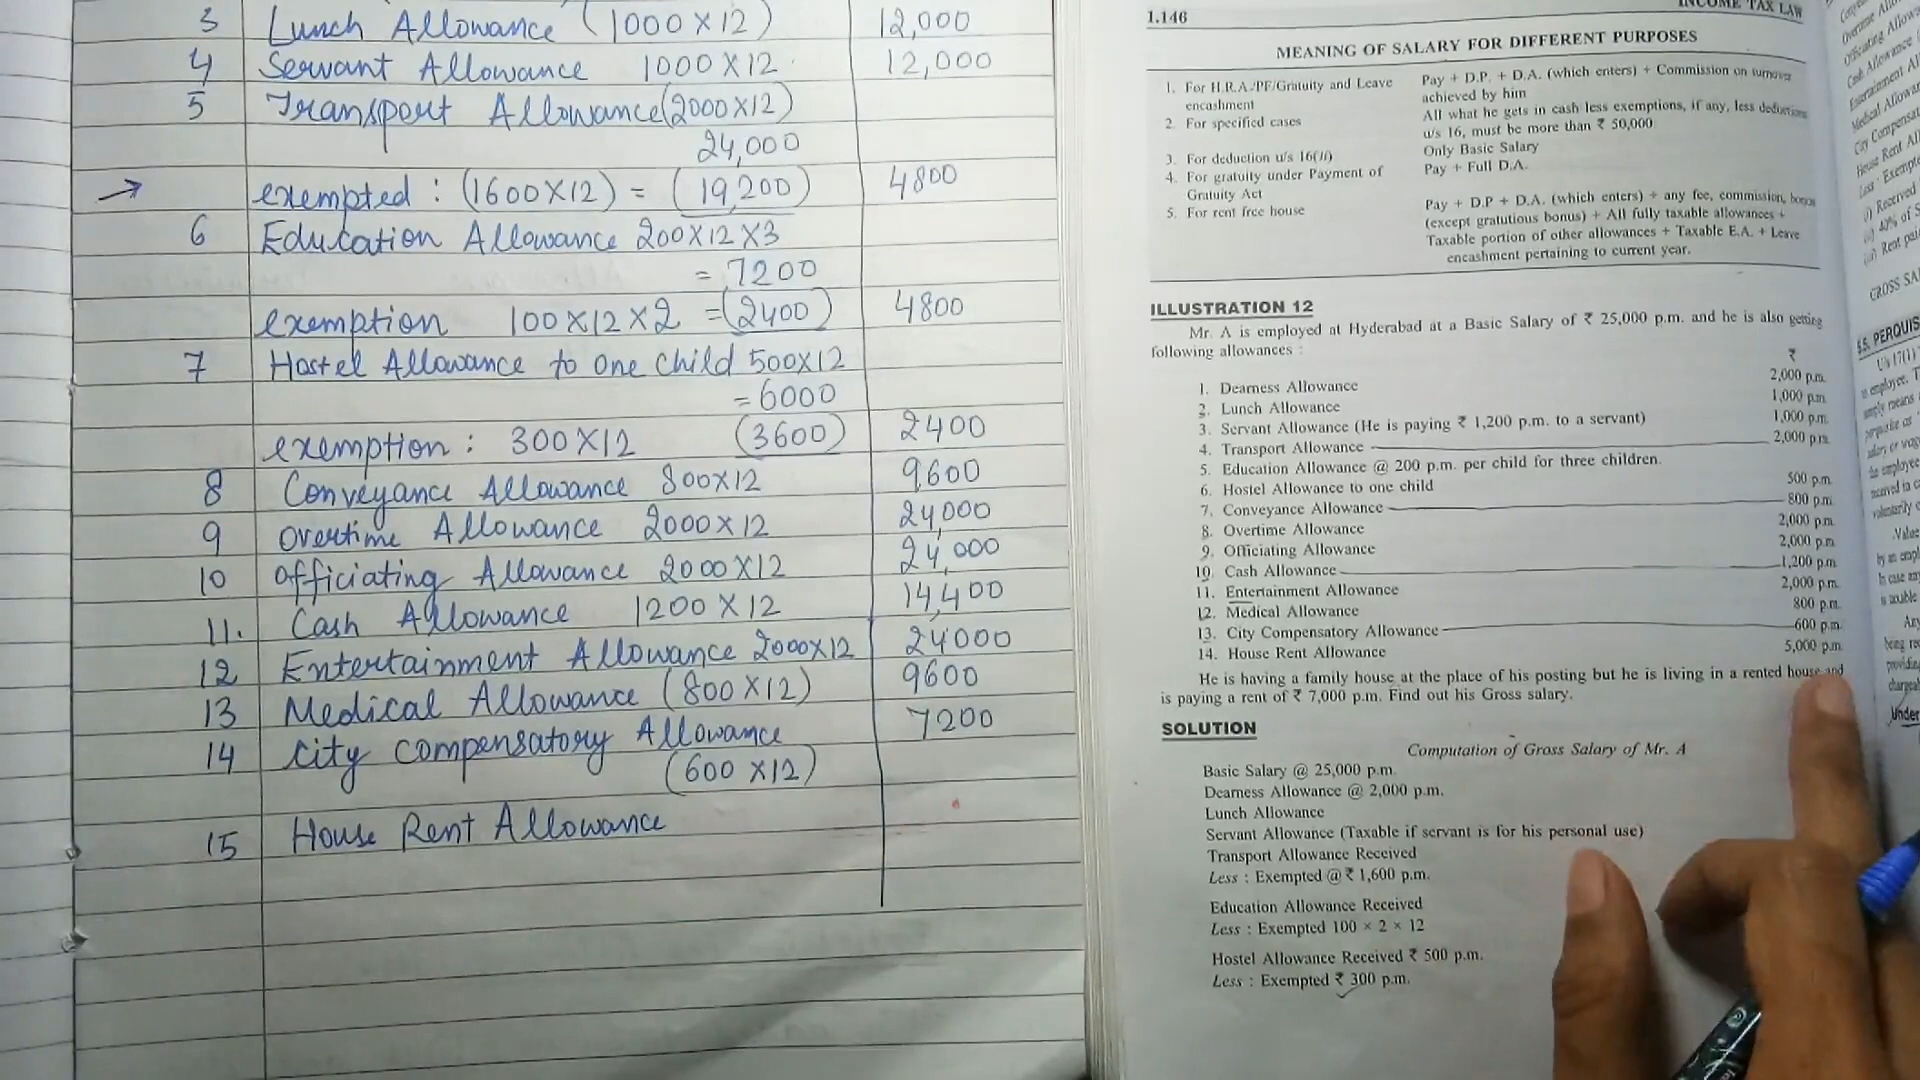 3 Lunch Allowance (1000×12) 12,000
4 Servant Allowance 1000×12 12,000
5 Transport Allowance(2000×12)
24,000
→ exempted : (1600×12) = (19,200) 4800
6 Education Allowance 200×12×3
= 7200
exemption 100×12×2 =(2400) 4800
7 Hostel Allowance to one child 500×12
=6000
exemption : 300×12 (3600) 2400
8 Conveyance Allowance 800×12 9,600
9 Overtime Allowance 2000×12 24,000
10 Officiating Allowance 2000×12 24,000
11. Cash Allowance 1200×12 14,400
12 Entertainment Allowance 2000×12 24000
13 Medical Allowance (800×12) 9600
14 City Compensatory Allowance 7200
(600×12)
15 House Rent Allowance
1.146 INCOME TAX LAW
MEANING OF SALARY FOR DIFFERENT PURPOSES
1. For H.R.A./PF/Gratuity and Leave encashment
Pay + D.P. + D.A. (which enters) + Commission on turnover
achieved by him
2. For specified cases
All what he gets in cash less exemptions, if any, less deductions
u/s 16, must be more than ₹ 50,000
3. For deduction u/s 16(ii) Only Basic Salary
4. For gratuity under Payment of Gratuity Act Pay + Full D.A.
5. For rent free house
Pay + D.P + D.A. (which enters) + any fee, commission, bonus
(except gratutious bonus) + All fully taxable allowances +
Taxable portion of other allowances + Taxable E.A. + Leave
encashment pertaining to current year.
ILLUSTRATION 12
Mr. A is employed at Hyderabad at a Basic Salary of ₹ 25,000 p.m. and he is also getting
following allowances :
₹
1. Dearness Allowance 2,000 p.m.
2. Lunch Allowance 1,000 p.m.
3. Servant Allowance (He is paying ₹ 1,200 p.m. to a servant) 1,000 p.m.
4. Transport Allowance 2,000 p.m.
5. Education Allowance @ 200 p.m. per child for three children.
6. Hostel Allowance to one child 500 p.m.
7. Conveyance Allowance 800 p.m.
8. Overtime Allowance 2,000 p.m.
9. Officiating Allowance 2,000 p.m.
10. Cash Allowance 1,200 p.m.
11. Entertainment Allowance 2,000 p.m.
12. Medical Allowance 800 p.m.
13. City Compensatory Allowance 600 p.m.
14. House Rent Allowance 5,000 p.m.
He is having a family house at the place of his posting but he is living in a rented house and
is paying a rent of ₹ 7,000 p.m. Find out his Gross salary.
SOLUTION
Computation of Gross Salary of Mr. A
Basic Salary @ 25,000 p.m.
Dearness Allowance @ 2,000 p.m.
Lunch Allowance
Servant Allowance (Taxable if servant is for his personal use)
Transport Allowance Received
Less : Exempted @ ₹ 1,600 p.m.
Education Allowance Received
Less : Exempted 100 × 2 × 12
Hostel Allowance Received ₹ 500 p.m.
Less : Exempted ₹ 300 p.m.
GROSS SA
5.5. PERQUIS
Under